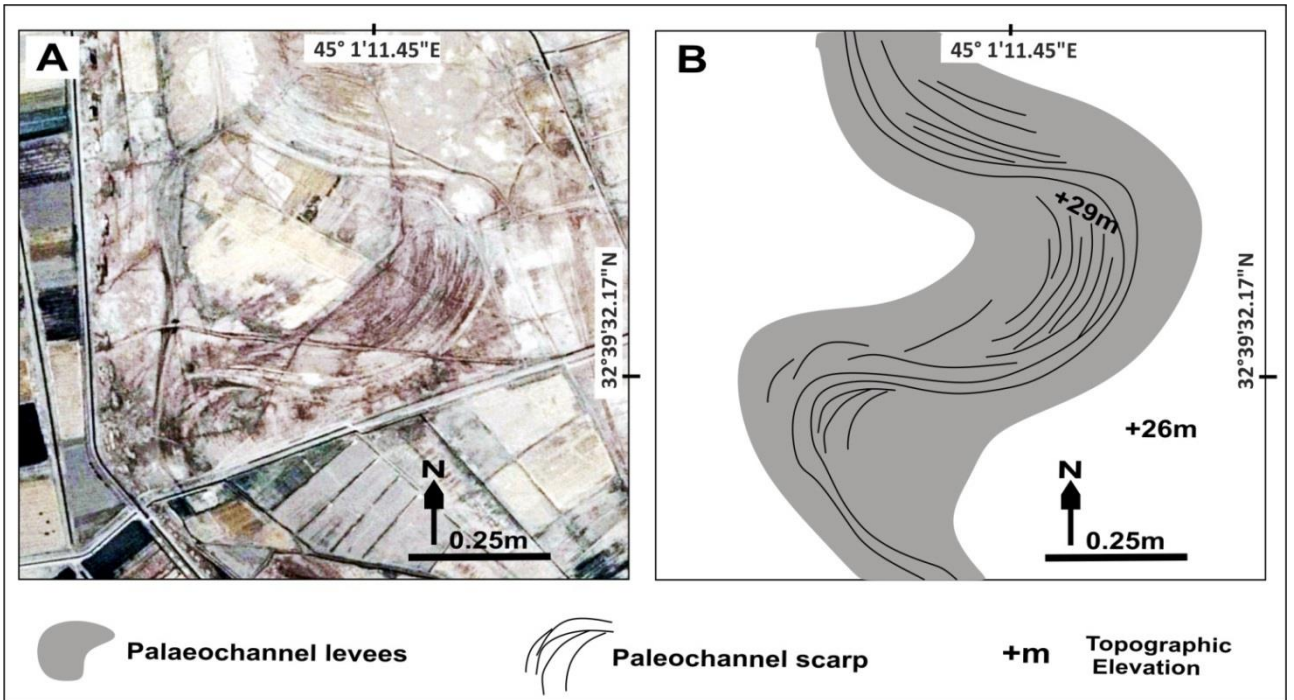 A
45° 1'11.45"E
32°39'32.17"N
N
0.25m
B
45° 1'11.45"E
+29m
32°39'32.17"N
+26m
N
0.25m
Palaeochannel levees
Paleochannel scarp
+m
Topographic
Elevation